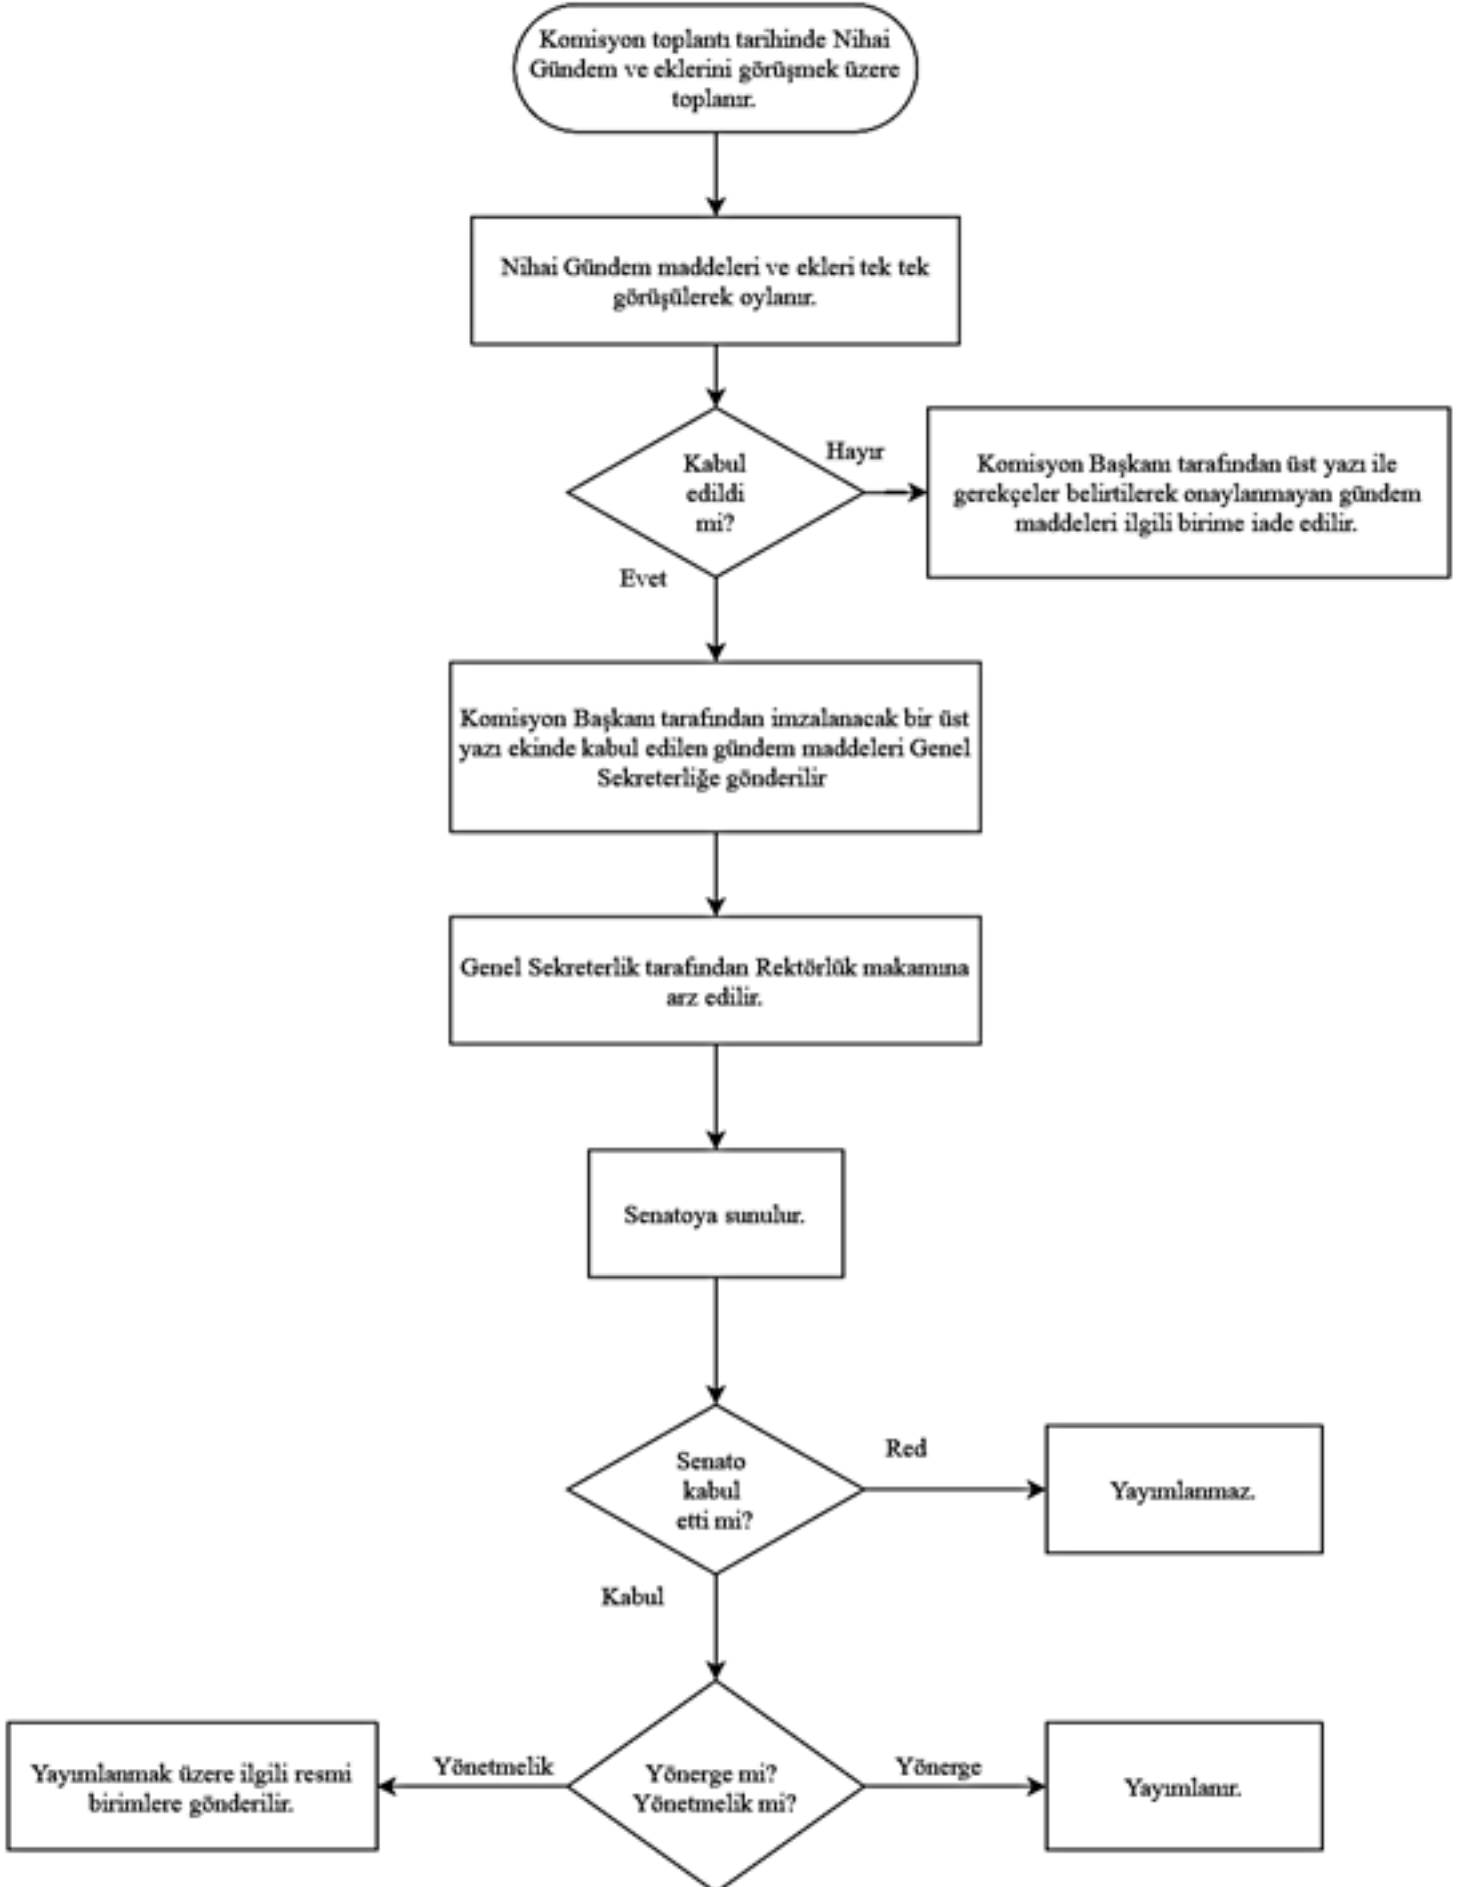 Komisyon toplantı tarihinde Nihai
Gündem ve eklerini görüşmek üzere
toplanır.
Nihai Gündem maddeleri ve ekleri tek tek
görüşülerek oylanır.
Kabul
edildi
mi?
Hayır
Komisyon Başkanı tarafından üst yazı ile
gerekçeler belirtilerek onaylanmayan gündem
maddeleri ilgili birime iade edilir.
Evet
Komisyon Başkanı tarafından imzalanacak bir üst
yazı ekinde kabul edilen gündem maddeleri Genel
Sekreterliğe gönderilir
Genel Sekreterlik tarafından Rektörlük makamına
arz edilir.
Senatoya sunulur.
Senato
kabul
etti mi?
Red
Yayımlanmaz.
Kabul
Yönerge mi?
Yönetmelik mi?
Yönetmelik
Yayımlanmak üzere ilgili resmi
birimlere gönderilir.
Yönerge
Yayımlanır.